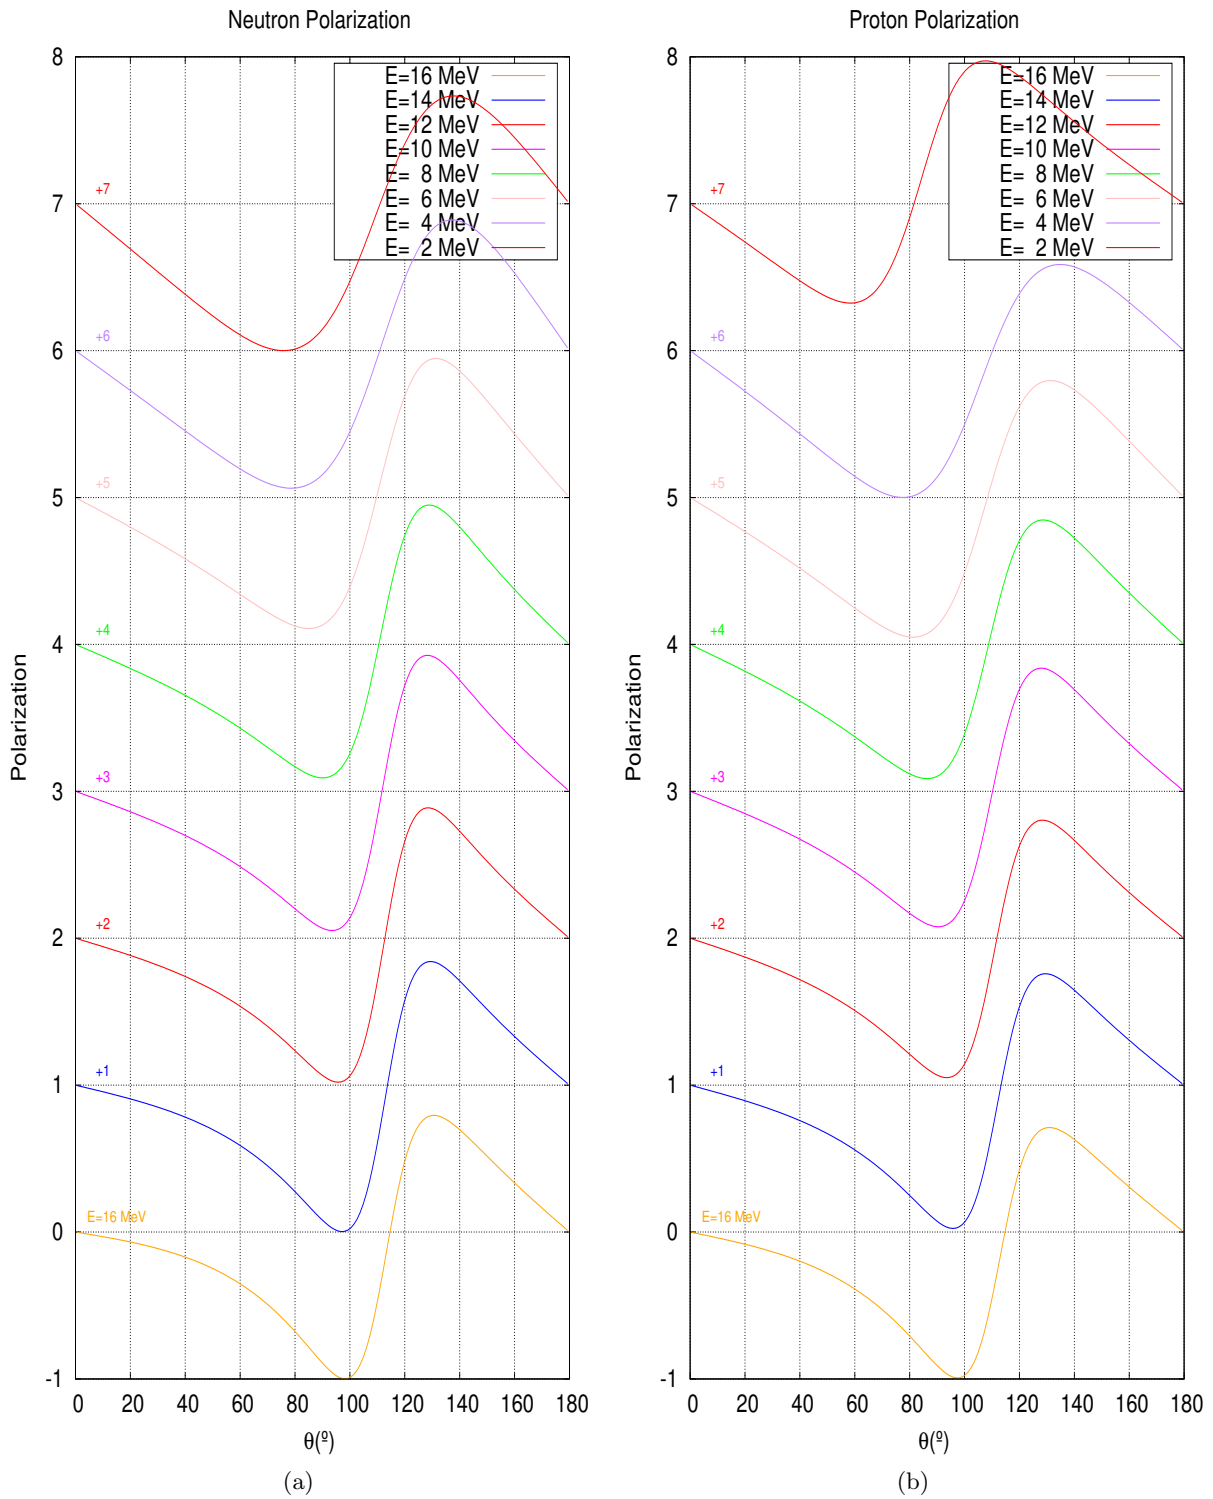 Neutron Polarization
8
7
6
5
4
3
2
1
0
-1
Polarization
E=16 MeV
E=14 MeV
E=12 MeV
E=10 MeV
E= 8 MeV
E= 6 MeV
E= 4 MeV
E= 2 MeV
+7
+6
+5
+4
+3
+2
+1
E=16 MeV
0 20 40 60 80 100 120 140 160 180
θ(º)
(a)
Proton Polarization
8
7
6
5
4
3
2
1
0
-1
Polarization
E=16 MeV
E=14 MeV
E=12 MeV
E=10 MeV
E= 8 MeV
E= 6 MeV
E= 4 MeV
E= 2 MeV
+7
+6
+5
+4
+3
+2
+1
E=16 MeV
0 20 40 60 80 100 120 140 160 180
θ(º)
(b)